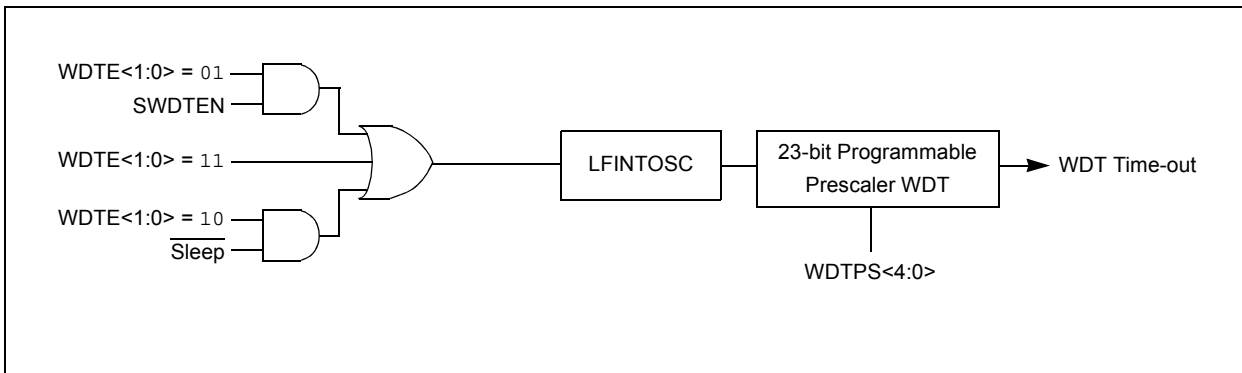 WDTE<1:0> = 01
SWDTEN
WDTE<1:0> = 11
WDTE<1:0> = 10
Sleep
LFINTOSC
23-bit Programmable
Prescaler WDT
WDT Time-out
WDTPS<4:0>